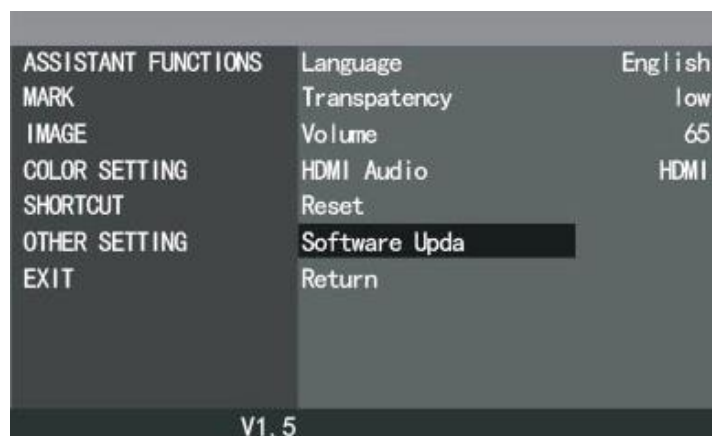 ASSISTANT FUNCTIONS Language English
MARK Transpatency low
IMAGE Volume 65
COLOR SETTING HDMI Audio HDMI
SHORTCUT Reset
OTHER SETTING Software Upda
EXIT Return
V1.5